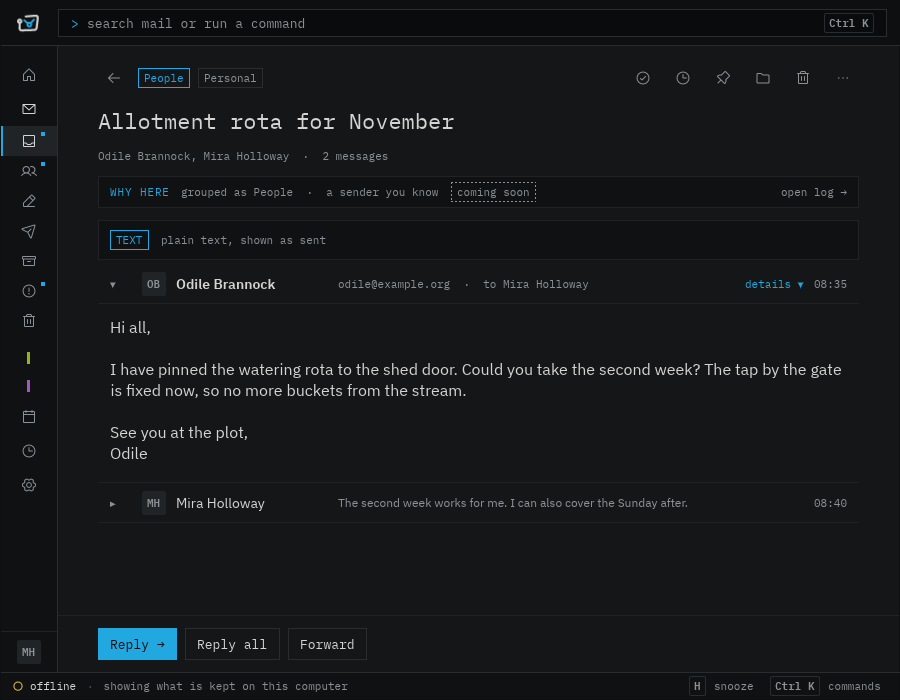 > search mail or run a command Ctrl K
People Personal
Allotment rota for November
Odile Brannock, Mira Holloway · 2 messages
WHY HERE grouped as People · a sender you know coming soon open log →
TEXT plain text, shown as sent
▾ OB Odile Brannock odile@example.org · to Mira Holloway details ▾ 08:35
Hi all,
I have pinned the watering rota to the shed door. Could you take the second week? The tap by the gate
is fixed now, so no more buckets from the stream.
See you at the plot,
Odile
▸ MH Mira Holloway The second week works for me. I can also cover the Sunday after. 08:40
Reply → Reply all Forward
MH
offline · showing what is kept on this computer H snooze Ctrl K commands